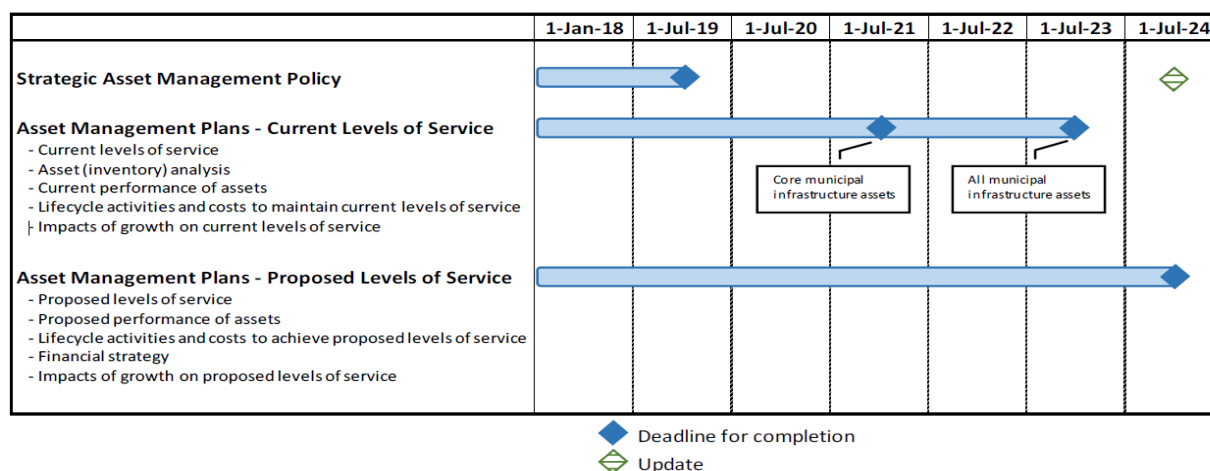 1-Jan-18 1-Jul-19 1-Jul-20 1-Jul-21 1-Jul-22 1-Jul-23 1-Jul-24
Strategic Asset Management Policy
Asset Management Plans - Current Levels of Service
- Current levels of service
- Asset (inventory) analysis
- Current performance of assets
- Lifecycle activities and costs to maintain current levels of service
- Impacts of growth on current levels of service
Core municipal
infrastructure assets
All municipal
infrastructure assets
Asset Management Plans - Proposed Levels of Service
- Proposed levels of service
- Proposed performance of assets
- Lifecycle activities and costs to achieve proposed levels of service
- Financial strategy
- Impacts of growth on proposed levels of service
Deadline for completion
Update